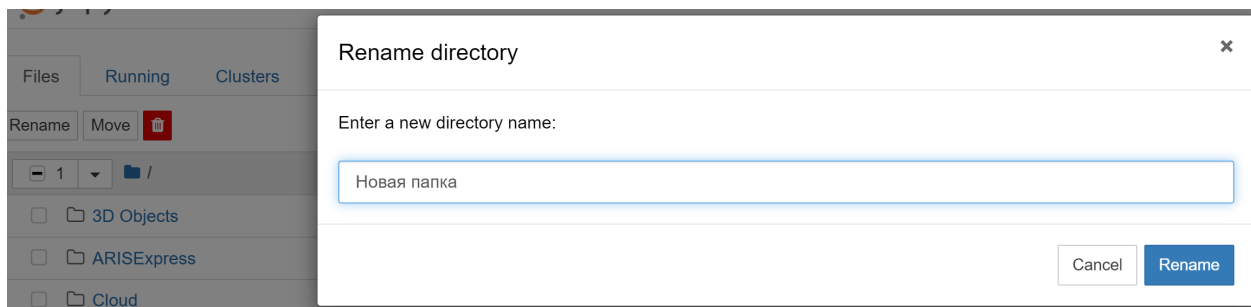 Rename directory
×
Files Running Clusters
Rename Move
Enter a new directory name:
1 /
Новая папка
3D Objects
ARISExpress
Cancel Rename
Cloud